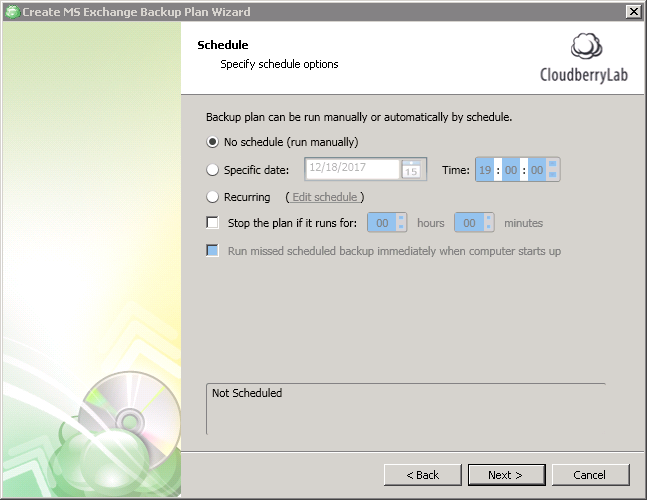 Create MS Exchange Backup Plan Wizard
Schedule
Specify schedule options
CloudberryLab
Backup plan can be run manually or automatically by schedule.
No schedule (run manually)
Specific date: 12/18/2017 15 Time: 19 : 00 : 00
Recurring ( Edit schedule )
Stop the plan if it runs for: 00 hours 00 minutes
Run missed scheduled backup immediately when computer starts up
Not Scheduled
< Back Next > Cancel